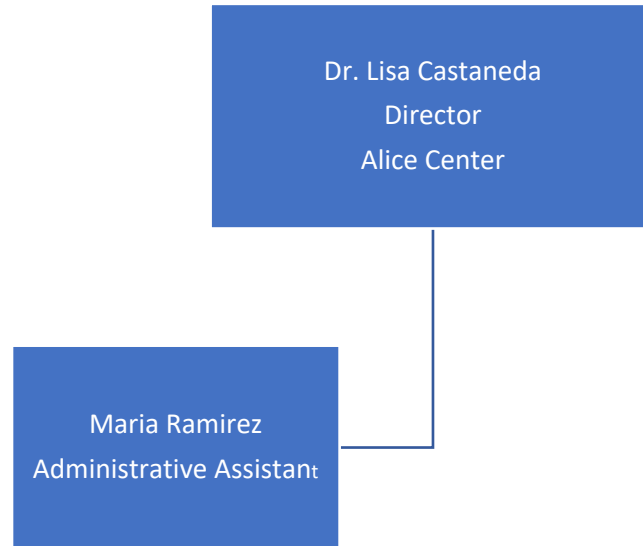 Dr. Lisa Castaneda
Director
Alice Center
Maria Ramirez
Administrative Assistant